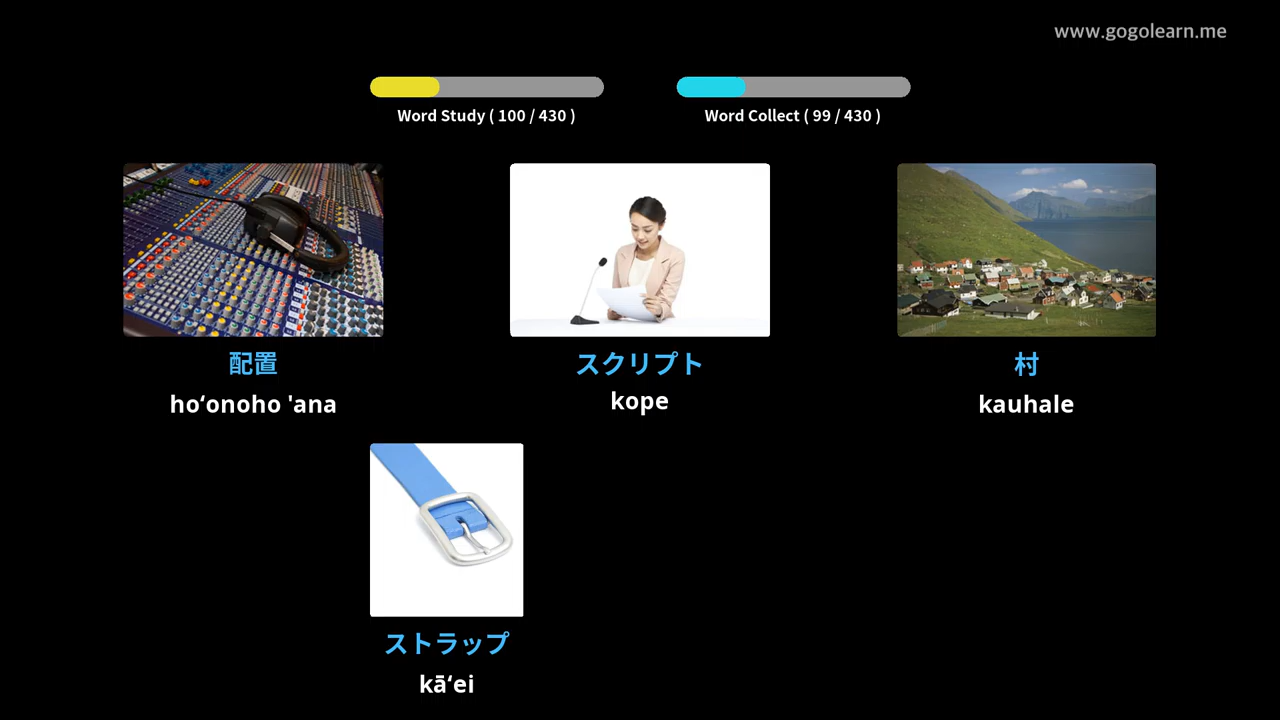 www.gogolearn.me
Word Study ( 100 / 430 )
Word Collect ( 99 / 430 )
配置
hoʻonoho 'ana
スクリプト
kope
村
kauhale
ストラップ
kāʻei